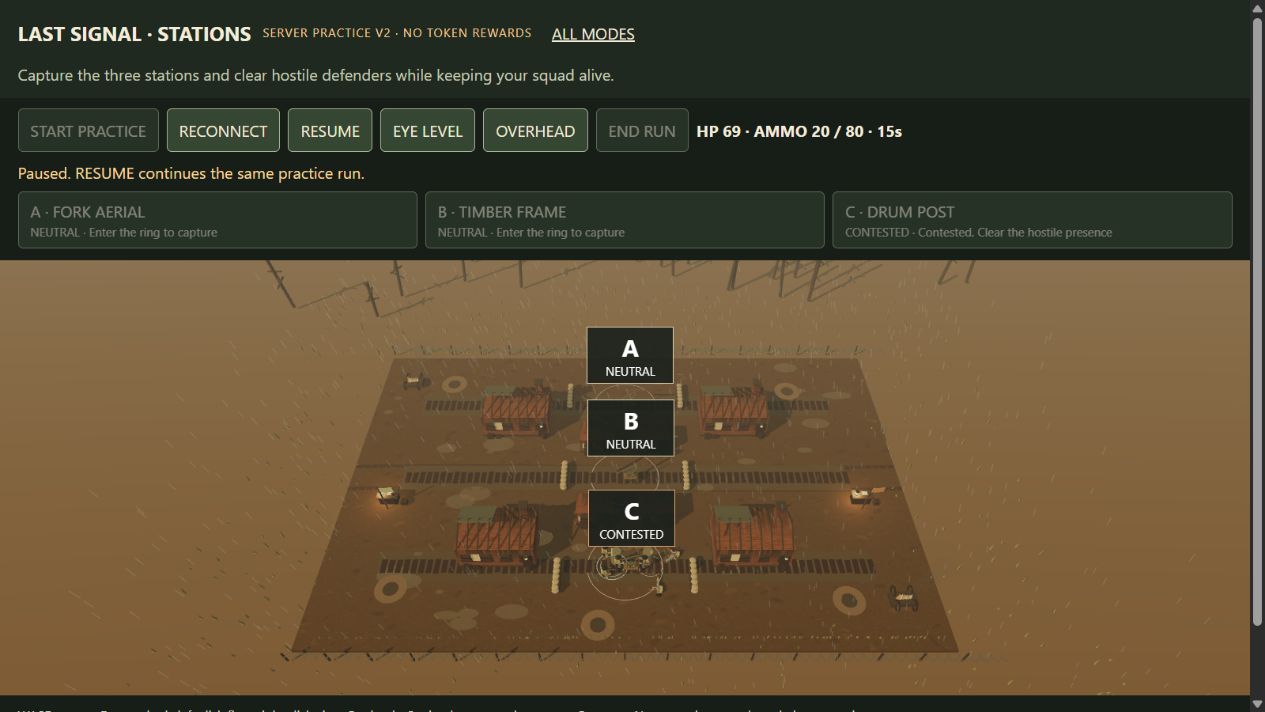 LAST SIGNAL · STATIONS SERVER PRACTICE V2 · NO TOKEN REWARDS ALL MODES
Capture the three stations and clear hostile defenders while keeping your squad alive.
START PRACTICE RECONNECT RESUME EYE LEVEL OVERHEAD END RUN HP 69 · AMMO 20 / 80 · 15s
Paused. RESUME continues the same practice run.
A · FORK AERIAL
NEUTRAL · Enter the ring to capture
B · TIMBER FRAME
NEUTRAL · Enter the ring to capture
C · DRUM POST
CONTESTED · Contested. Clear the hostile presence
A
NEUTRAL
B
NEUTRAL
C
CONTESTED